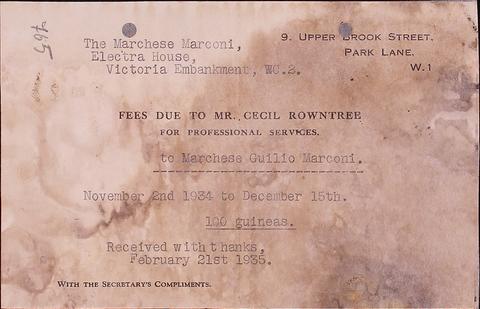 9. Upper Brook Street,
Park Lane.
W.1
The Marchese Marconi,
Electra House,
Victoria Embankment, WC.2.
Fees due to Mr. Cecil Rowntree
for professional services.
to Marchese Guilio Marconi.
November 2nd 1934 to December 15th.
100 guineas.
Received with thanks,
February 21st 1935.
With the Secretary's Compliments.